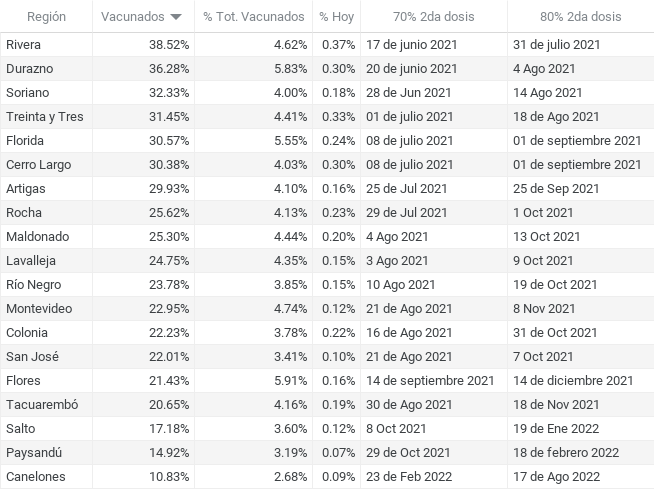 Región Vacunados % Tot. Vacunados % Hoy 70% 2da dosis 80% 2da dosis
Rivera 38.52% 4.62% 0.37% 17 de junio 2021 31 de julio 2021
Durazno 36.28% 5.83% 0.30% 20 de junio 2021 4 Ago 2021
Soriano 32.33% 4.00% 0.18% 28 de Jun 2021 14 Ago 2021
Treinta y Tres 31.45% 4.41% 0.33% 01 de julio 2021 18 de Ago 2021
Florida 30.57% 5.55% 0.24% 08 de julio 2021 01 de septiembre 2021
Cerro Largo 30.38% 4.03% 0.30% 08 de julio 2021 01 de septiembre 2021
Artigas 29.93% 4.10% 0.16% 25 de Jul 2021 25 de Sep 2021
Rocha 25.62% 4.13% 0.23% 29 de Jul 2021 1 Oct 2021
Maldonado 25.30% 4.44% 0.20% 4 Ago 2021 13 Oct 2021
Lavalleja 24.75% 4.35% 0.15% 3 Ago 2021 9 Oct 2021
Río Negro 23.78% 3.85% 0.15% 10 Ago 2021 19 de Oct 2021
Montevideo 22.95% 4.74% 0.12% 21 de Ago 2021 8 Nov 2021
Colonia 22.23% 3.78% 0.22% 16 de Ago 2021 31 de Oct 2021
San José 22.01% 3.41% 0.10% 21 de Ago 2021 7 Oct 2021
Flores 21.43% 5.91% 0.16% 14 de septiembre 2021 14 de diciembre 2021
Tacuarembó 20.65% 4.16% 0.19% 30 de Ago 2021 18 de Nov 2021
Salto 17.18% 3.60% 0.12% 8 Oct 2021 19 de Ene 2022
Paysandú 14.92% 3.19% 0.07% 29 de Oct 2021 18 de febrero 2022
Canelones 10.83% 2.68% 0.09% 23 de Feb 2022 17 de Ago 2022